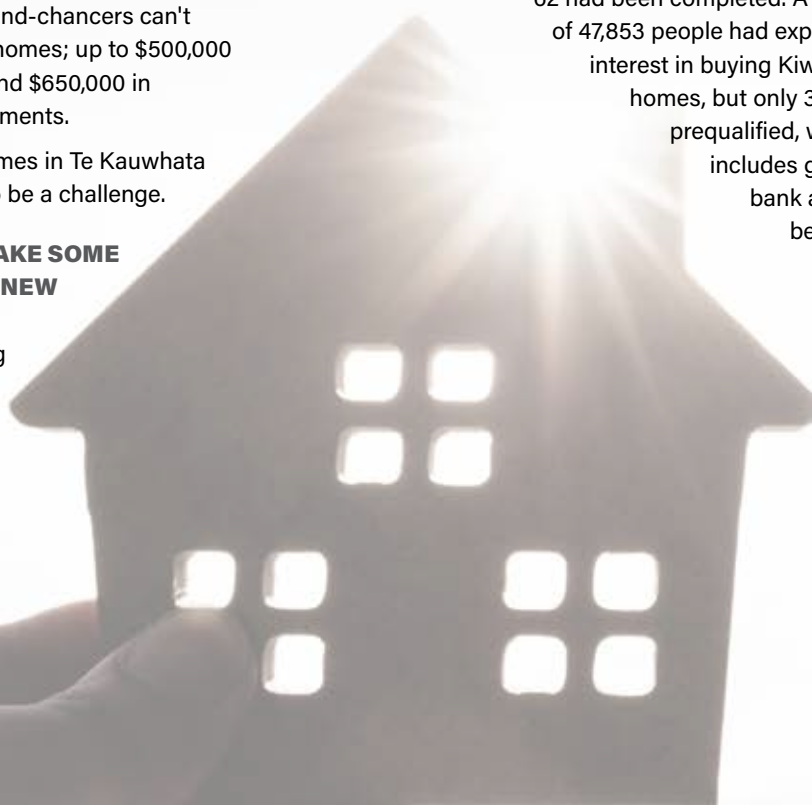 nd-chancers can't
homes; up to $500,000
nd $650,000 in
ments.
mes in Te Kauwhata
be a challenge.
AKE SOME
NEW
g
62 had been completed. A
of 47,853 people had exp
interest in buying Kiw
homes, but only 3
prequalified, w
includes g
bank a
be